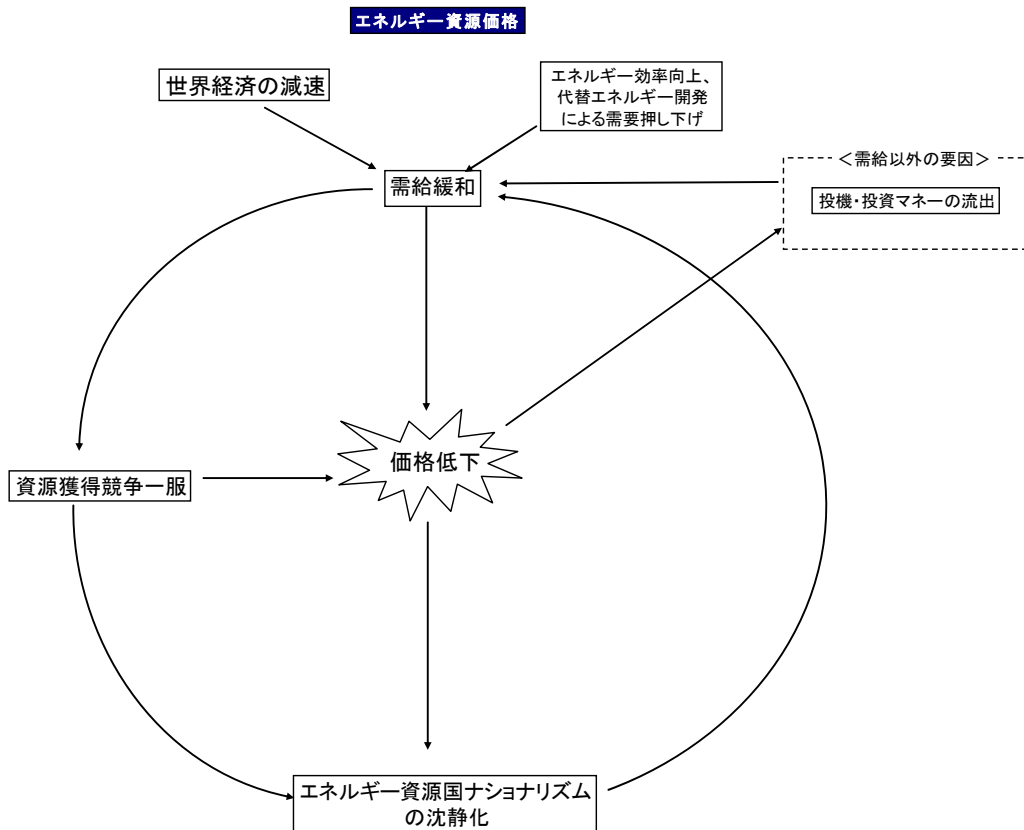 エネルギー資源価格
世界経済の減速
エネルギー効率向上、
代替エネルギー開発
による需要押し下げ
＜需給以外の要因＞
需給緩和
投機・投資マネーの流出
価格低下
資源獲得競争一服
エネルギー資源国ナショナリズム
の沈静化